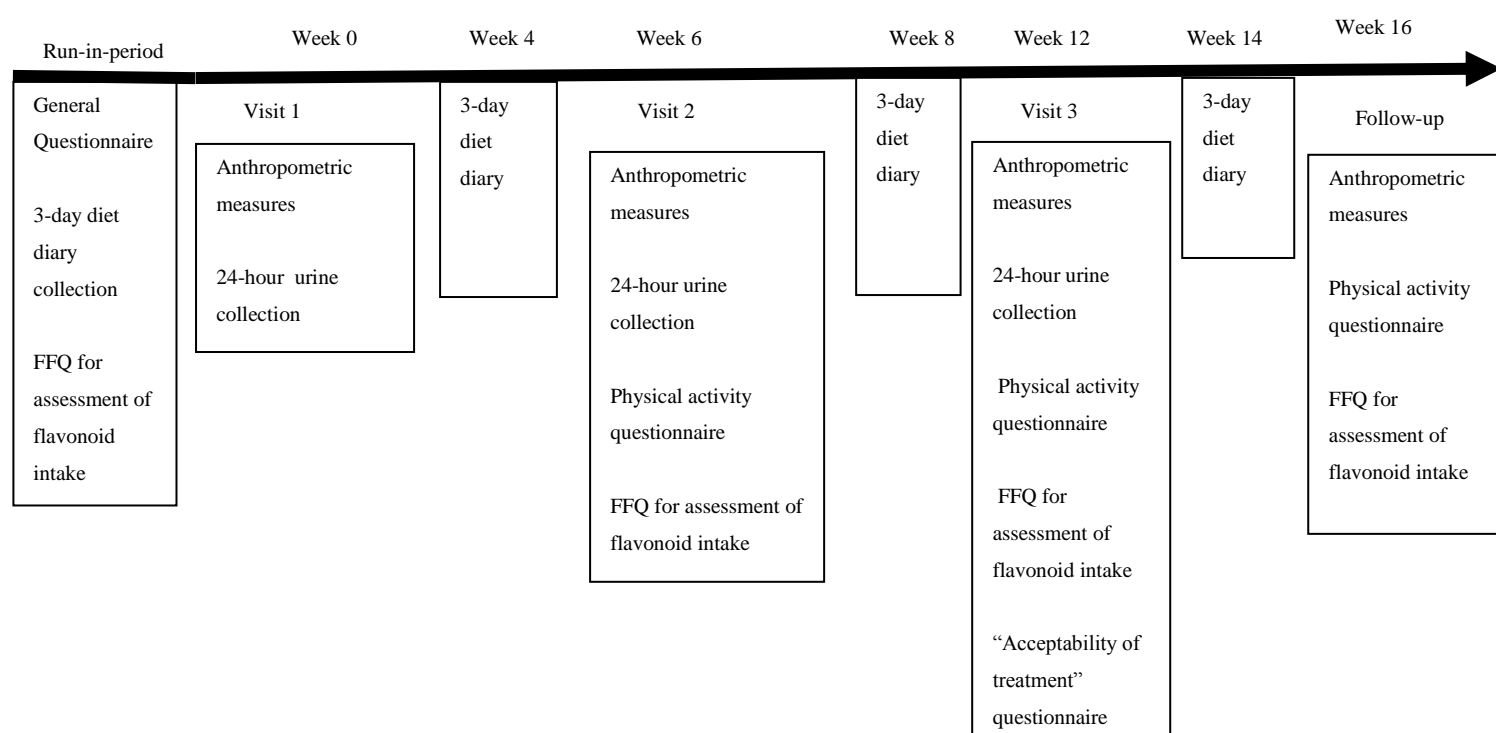 Run-in-period
Week 0
Week 4
Week 6
Week 8
Week 12
Week 14
Week 16
General
Questionnaire
3-day diet
diary
collection
FFQ for
assessment of
flavonoid
intake
Visit 1
Anthropometric
measures
24-hour urine
collection
3-day
diet
diary
Visit 2
Anthropometric
measures
24-hour urine
collection
Physical activity
questionnaire
FFQ for assessment of
flavonoid intake
3-day
diet
diary
Visit 3
Anthropometric
measures
24-hour urine
collection
Physical activity
questionnaire
FFQ for
assessment of
flavonoid intake
“Acceptability of
treatment”
questionnaire
3-day
diet
diary
Follow-up
Anthropometric
measures
Physical activity
questionnaire
FFQ for
assessment of
flavonoid intake